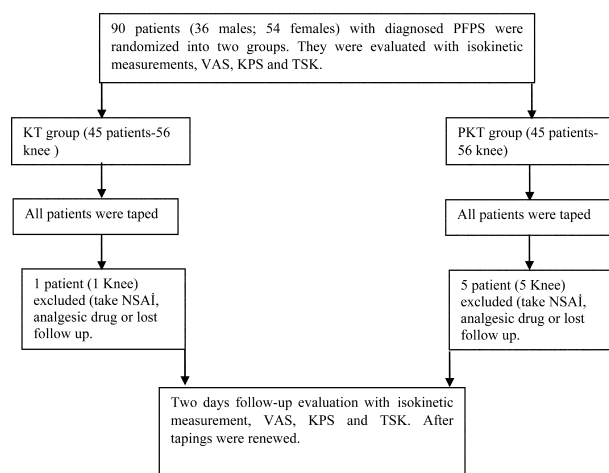 90 patients (36 males; 54 females) with diagnosed PFPS were
randomized into two groups. They were evaluated with isokinetic
measurements, VAS, KPS and TSK.
KT group (45 patients-56
knee )
PKT group (45 patients-
56 knee)
All patients were taped
All patients were taped
1 patient (1 Knee)
excluded (take NSAİ,
analgesic drug or lost
follow up.
5 patient (5 Knee)
excluded (take NSAİ,
analgesic drug or lost
follow up.
Two days follow-up evaluation with isokinetic
measurement, VAS, KPS and TSK. After
tapings were renewed.